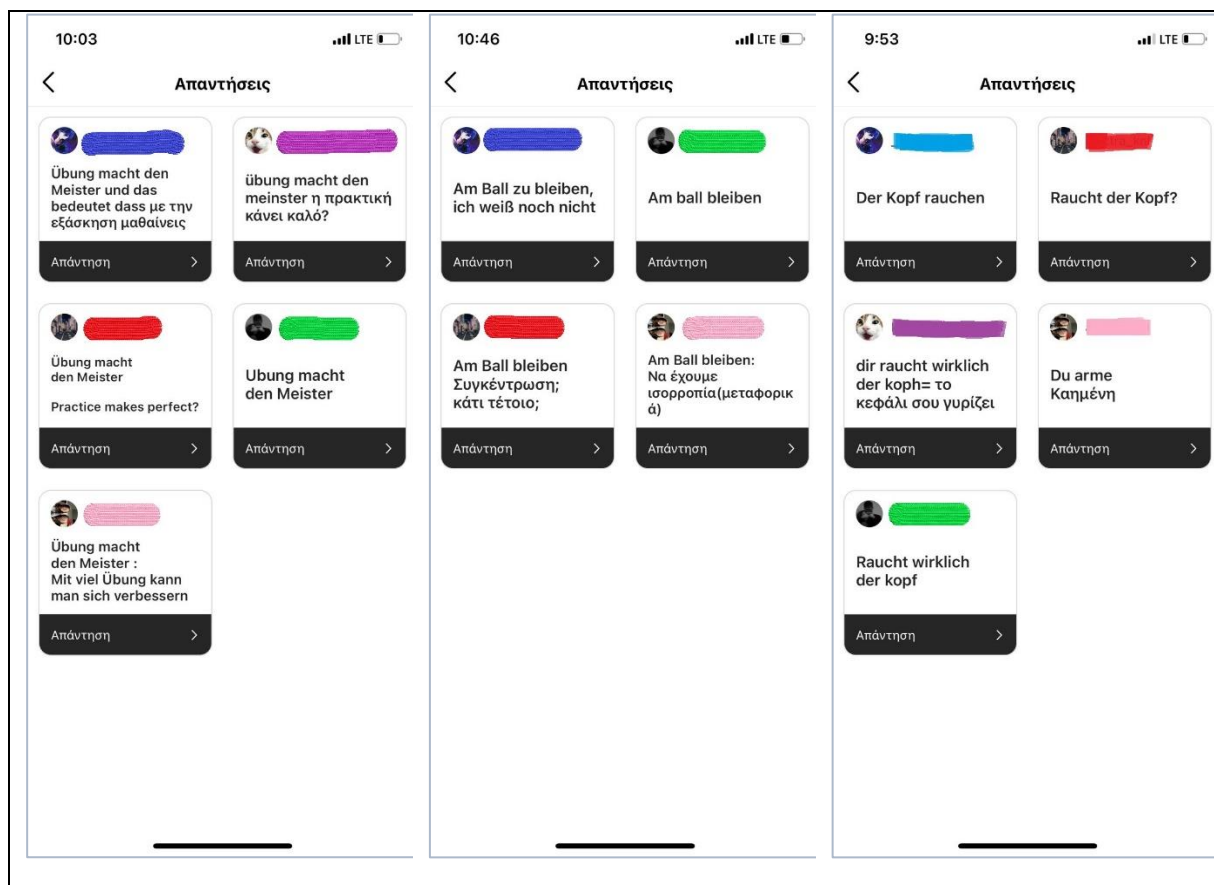 10:03
LTE
Απαντήσεις
Übung macht den
Meister und das
bedeutet dass με την
εξάσκηση μαθαίνεις
Απάντηση
übung macht den
meinster η πρακτική
κάνει καλό?
Απάντηση
Übung macht
den Meister
Practice makes perfect?
Απάντηση
Ubung macht
den Meister
Απάντηση
Übung macht
den Meister :
Mit viel Übung kann
man sich verbessern
Απάντηση
10:46
LTE
Απαντήσεις
Am Ball zu bleiben,
ich weiß noch nicht
Απάντηση
Am ball bleiben
Απάντηση
Am Ball bleiben
Συγκέντρωση;
κάτι τέτοιο;
Απάντηση
Am Ball bleiben:
Να έχουμε
ισορροπία(μεταφορικ
ά)
Απάντηση
9:53
LTE
Απαντήσεις
Der Kopf rauchen
Απάντηση
Raucht der Kopf?
Απάντηση
dir raucht wirklich
der koph= το
κεφάλι σου γυρίζει
Απάντηση
Du arme
Καημένη
Απάντηση
Raucht wirklich
der kopf
Απάντηση